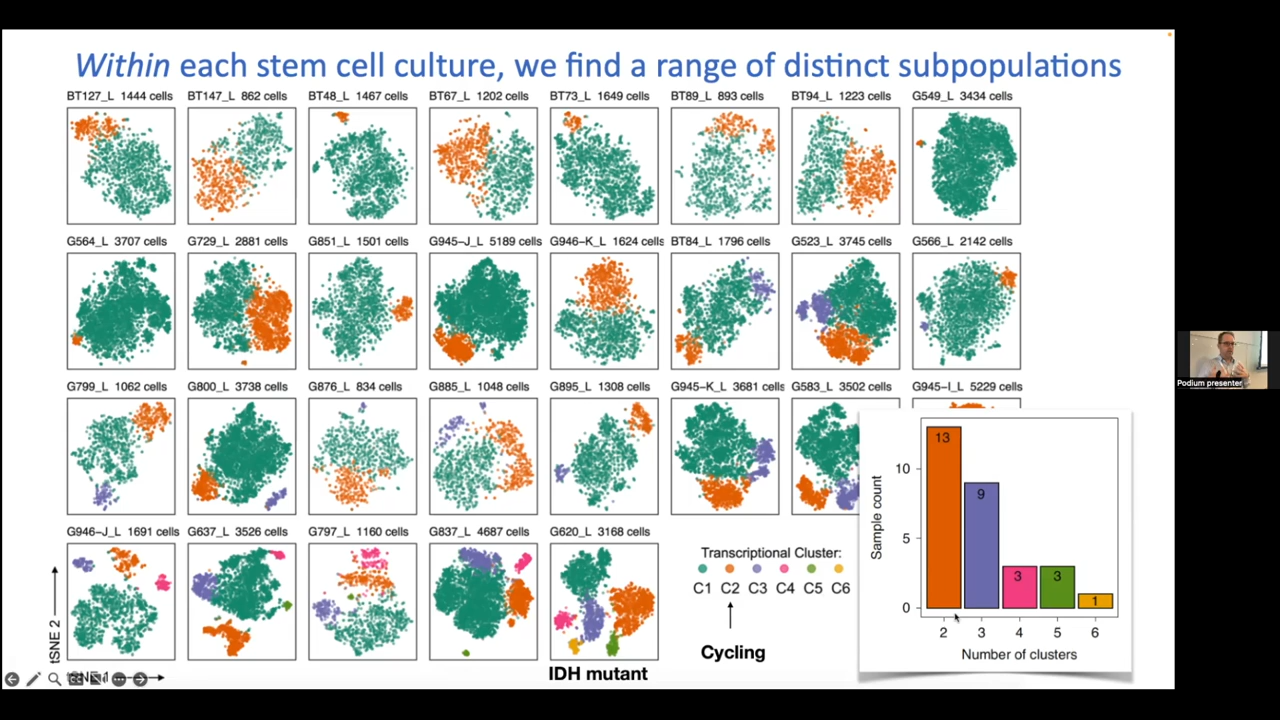 Within each stem cell culture, we find a range of distinct subpopulations
BT127_L 1444 cells
BT147_L 862 cells
BT48_L 1467 cells
BT67_L 1202 cells
BT73_L 1649 cells
BT89_L 893 cells
BT94_L 1223 cells
G549_L 3434 cells
G564_L 3707 cells
G729_L 2881 cells
G851_L 1501 cells
G945-J_L 5189 cells
G946-K_L 1624 cells
BT84_L 1796 cells
G523_L 3745 cells
G566_L 2142 cells
G799_L 1062 cells
G800_L 3738 cells
G876_L 834 cells
G885_L 1048 cells
G895_L 1308 cells
G945-K_L 3681 cells
G583_L 3502 cells
G945-I_L 5229 cells
G946-J_L 1691 cells
G637_L 3526 cells
G797_L 1160 cells
G837_L 4687 cells
G620_L 3168 cells
tSNE 2
Transcriptional Cluster:
C1 C2 C3 C4 C5 C6
Cycling
IDH mutant
Sample count
10
5
0
13
9
3
3
1
2 3 4 5 6
Number of clusters
Podium presenter